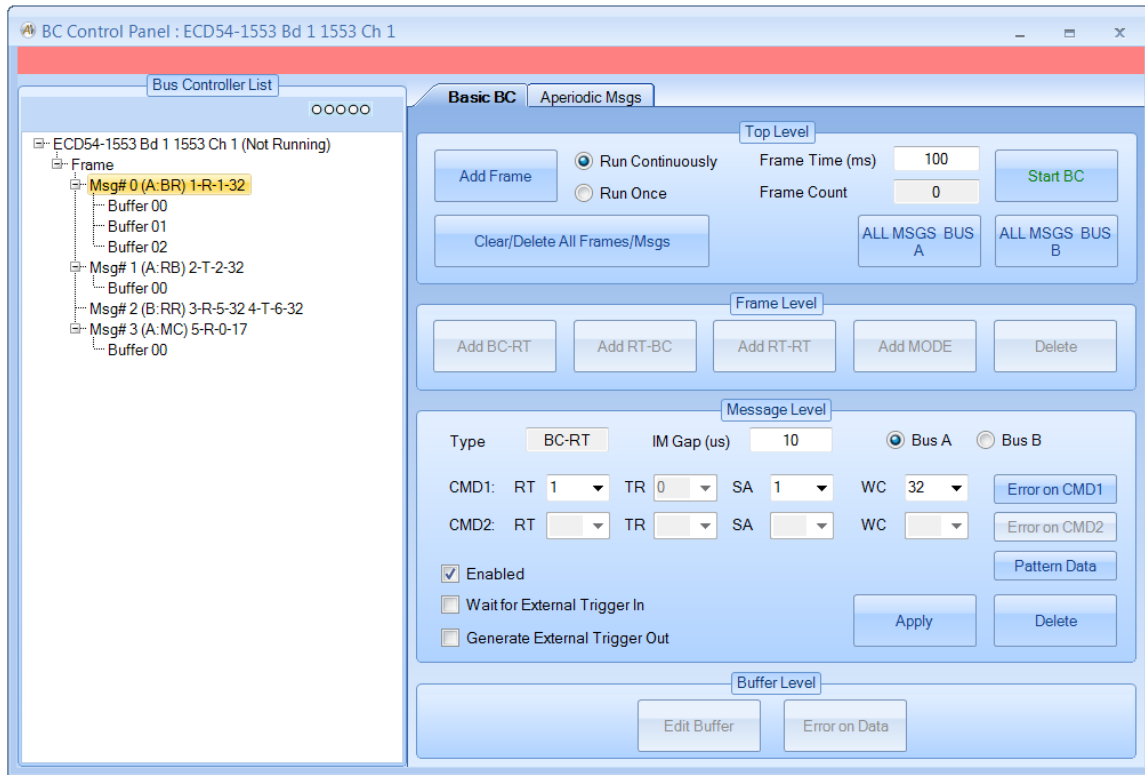 BC Control Panel : ECD54-1553 Bd 1 1553 Ch 1
Bus Controller List
ECD54-1553 Bd 1 1553 Ch 1 (Not Running)
Frame
Msg# 0 (A:BR) 1-R-1-32
Buffer 00
Buffer 01
Buffer 02
Msg# 1 (A:RB) 2-T-2-32
Buffer 00
Msg# 2 (B:RR) 3-R-5-32 4-T-6-32
Msg# 3 (A:MC) 5-R-0-17
Buffer 00
Basic BC Aperiodic Msgs
Top Level
Add Frame Run Continuously Frame Time (ms) 100 Start BC
Run Once Frame Count 0
Clear/Delete All Frames/Msgs ALL MSGS BUS A ALL MSGS BUS B
Frame Level
Add BC-RT Add RT-BC Add RT-RT Add MODE Delete
Message Level
Type BC-RT IM Gap (us) 10 Bus A Bus B
CMD1: RT 1 TR 0 SA 1 WC 32 Error on CMD1
CMD2: RT TR SA WC Error on CMD2
Pattern Data
Enabled
Wait for External Trigger In
Generate External Trigger Out
Apply Delete
Buffer Level
Edit Buffer Error on Data